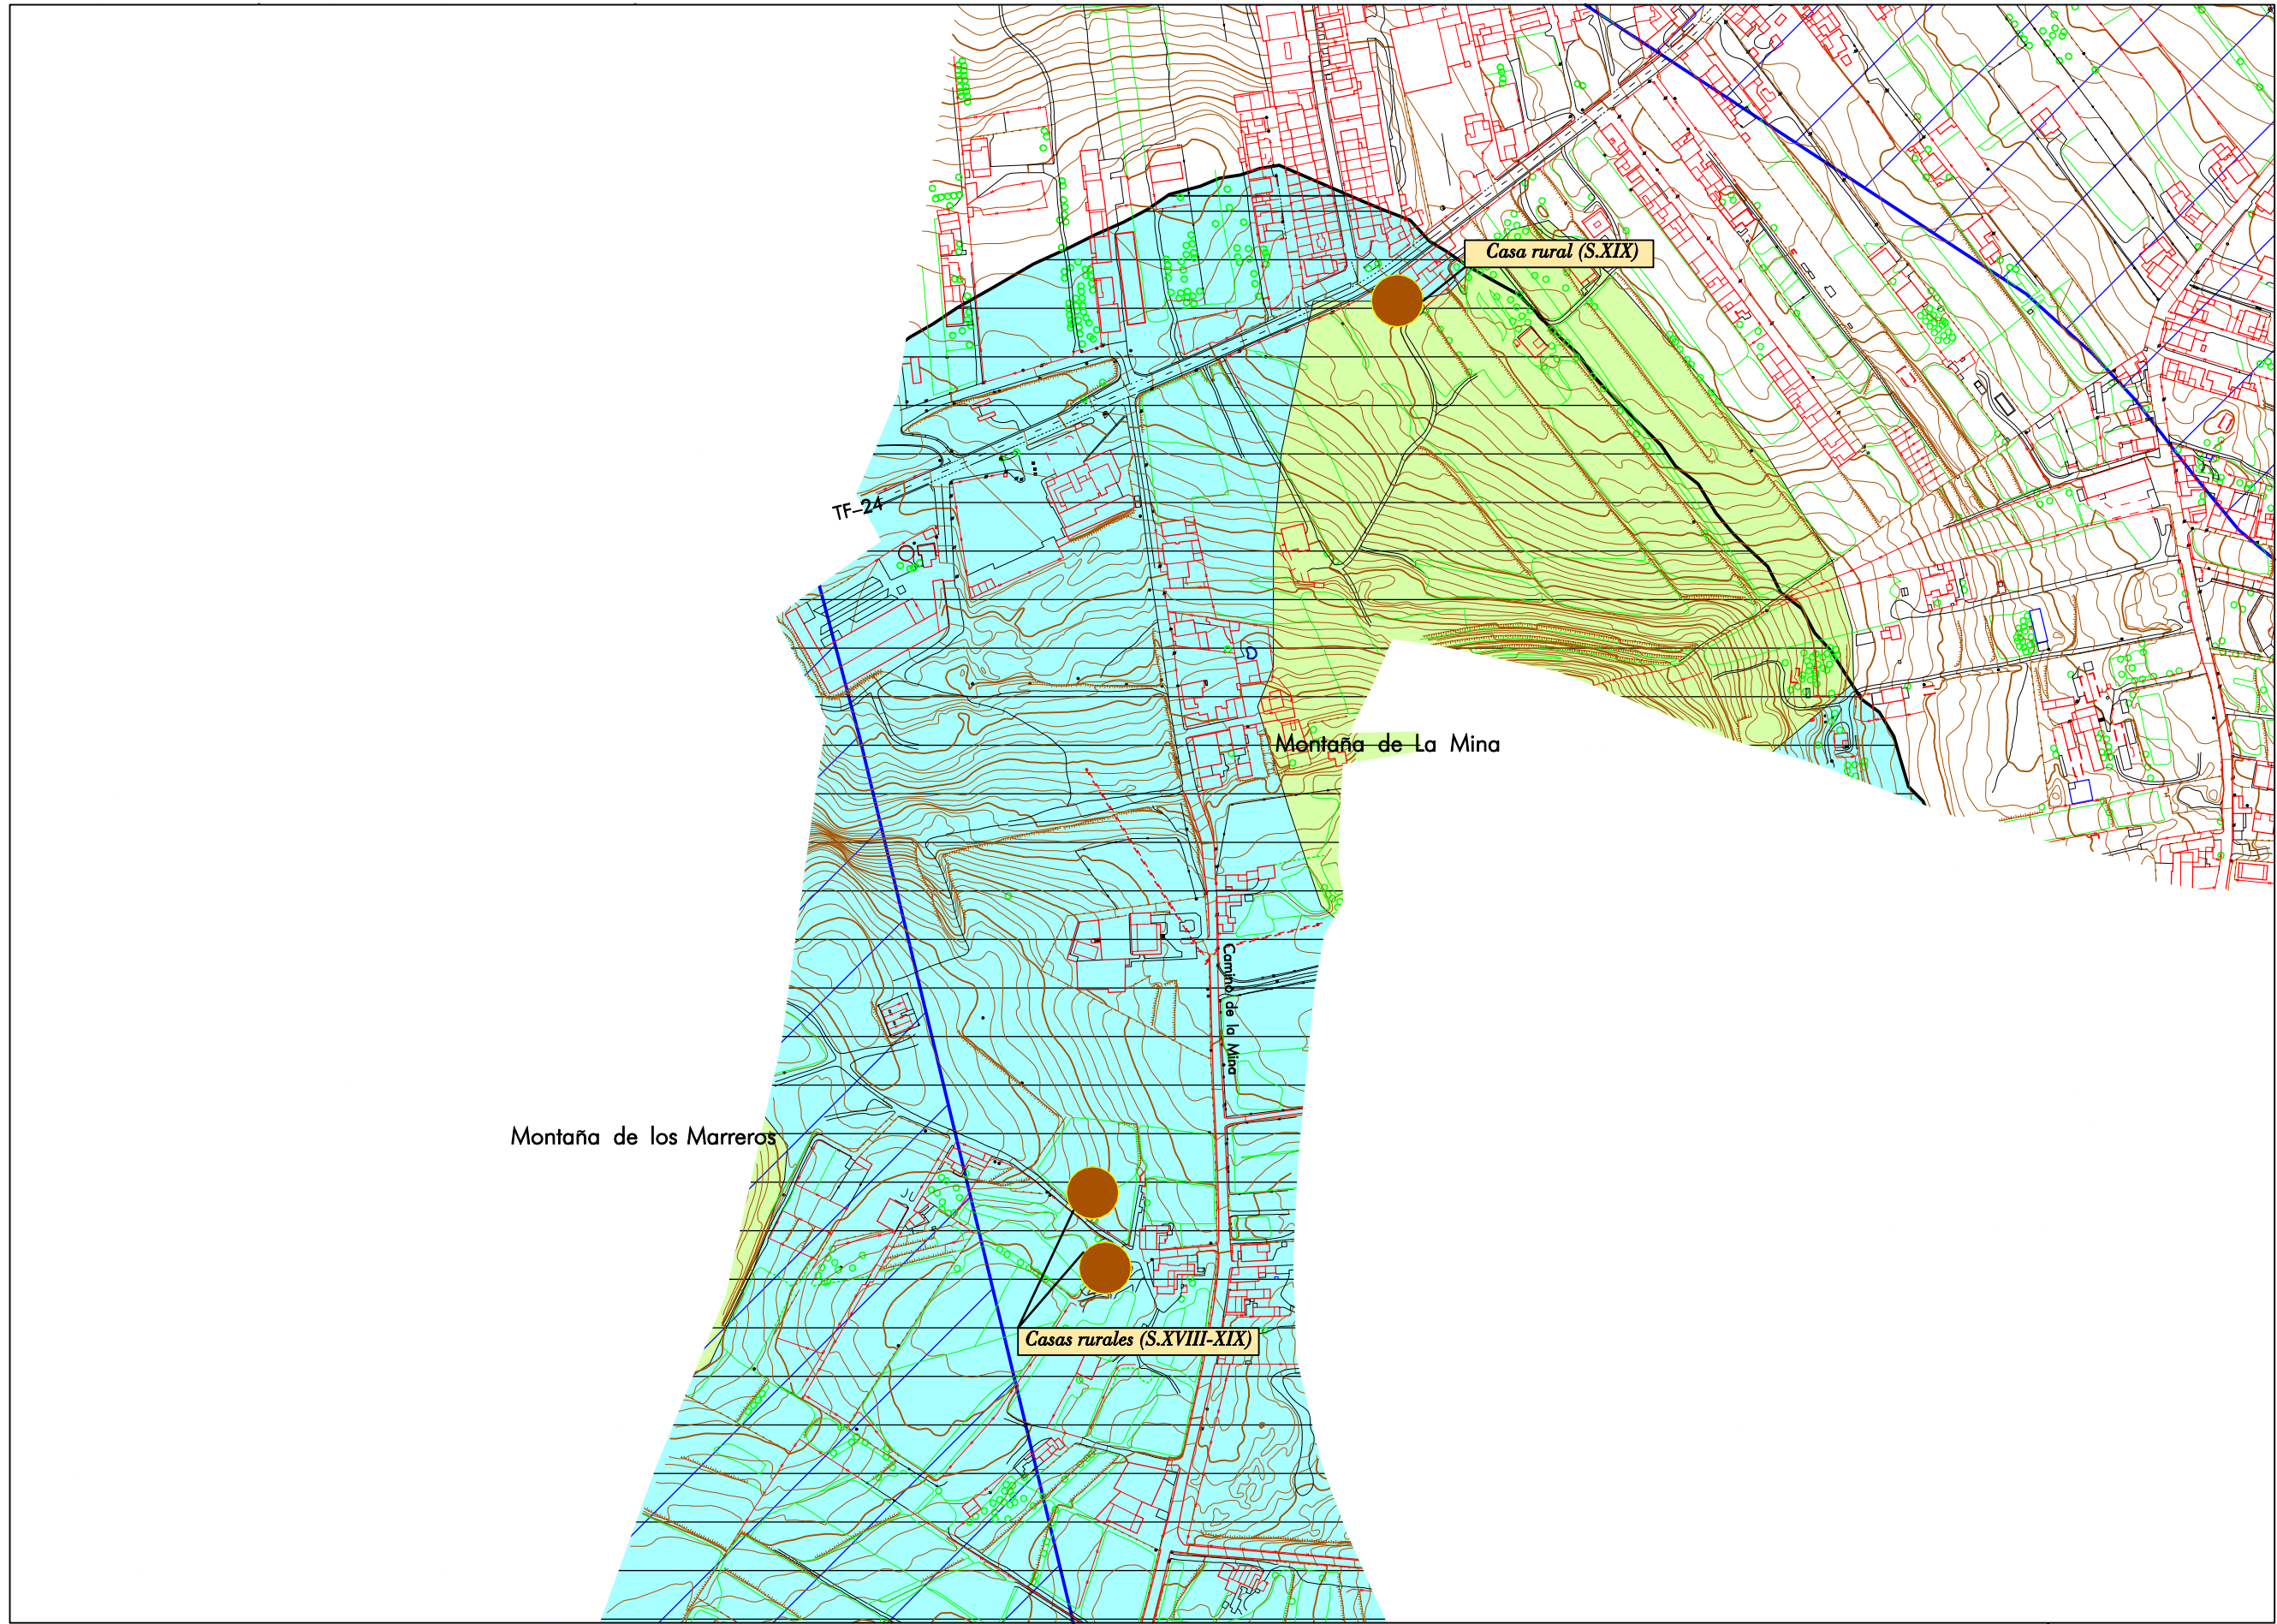 Casa rural (S.XIX)
TF-24
Montaña de La Mina
Camino de la Mina
Montaña de los Marreros
Casas rurales (S.XVIII-XIX)